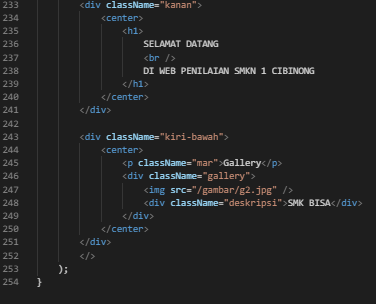 233 <div className="kanan">
234 <center>
235 <h1>
236 SELAMAT DATANG
237 <br />
238 DI WEB PENILAIAN SMKN 1 CIBINONG
239 </h1>
240 </center>
241 </div>
242
243 <div className="kiri-bawah">
244 <center>
245 <p className="mar">Gallery</p>
246 <div className="gallery">
247 <img src="/gambar/g2.jpg" />
248 <div className="deskripsi">SMK BISA</div>
249 </div>
250 </center>
251 </div>
252 </>
253 );
254 }